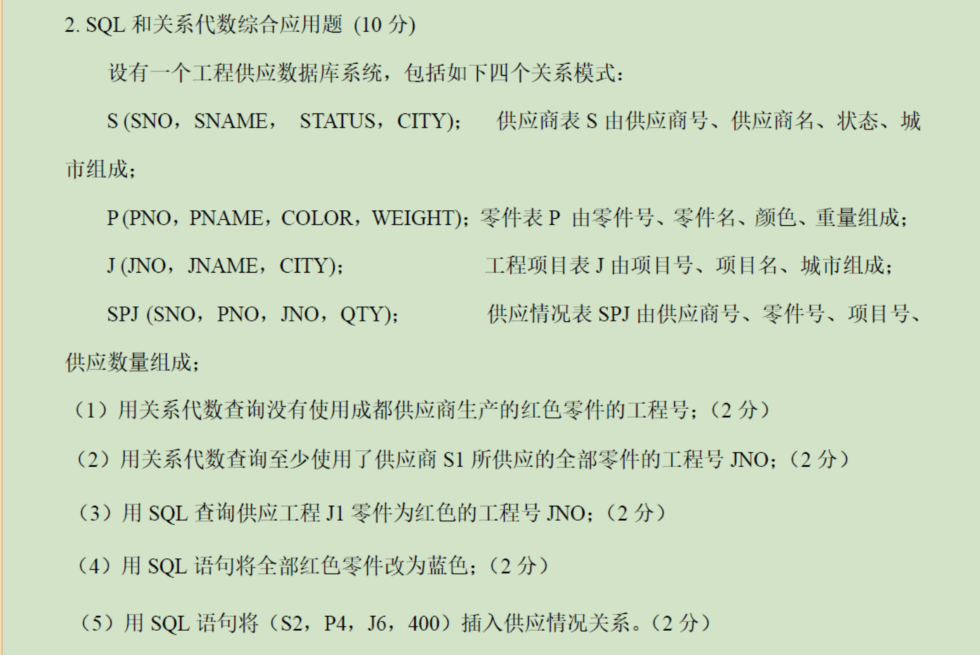 2. SQL 和关系代数综合应用题 (10 分)
设有一个工程供应数据库系统，包括如下四个关系模式：
S (SNO，SNAME， STATUS，CITY)； 供应商表 S 由供应商号、供应商名、状态、城
市组成；
P (PNO，PNAME，COLOR，WEIGHT)；零件表 P 由零件号、零件名、颜色、重量组成；
J (JNO，JNAME，CITY)； 工程项目表 J 由项目号、项目名、城市组成；
SPJ (SNO，PNO，JNO，QTY)； 供应情况表 SPJ 由供应商号、零件号、项目号、
供应数量组成；
（1）用关系代数查询没有使用成都供应商生产的红色零件的工程号；（2 分）
（2）用关系代数查询至少使用了供应商 S1 所供应的全部零件的工程号 JNO；（2 分）
（3）用 SQL 查询供应工程 J1 零件为红色的工程号 JNO；（2 分）
（4）用 SQL 语句将全部红色零件改为蓝色；（2 分）
（5）用 SQL 语句将（S2，P4，J6，400）插入供应情况关系。（2 分）